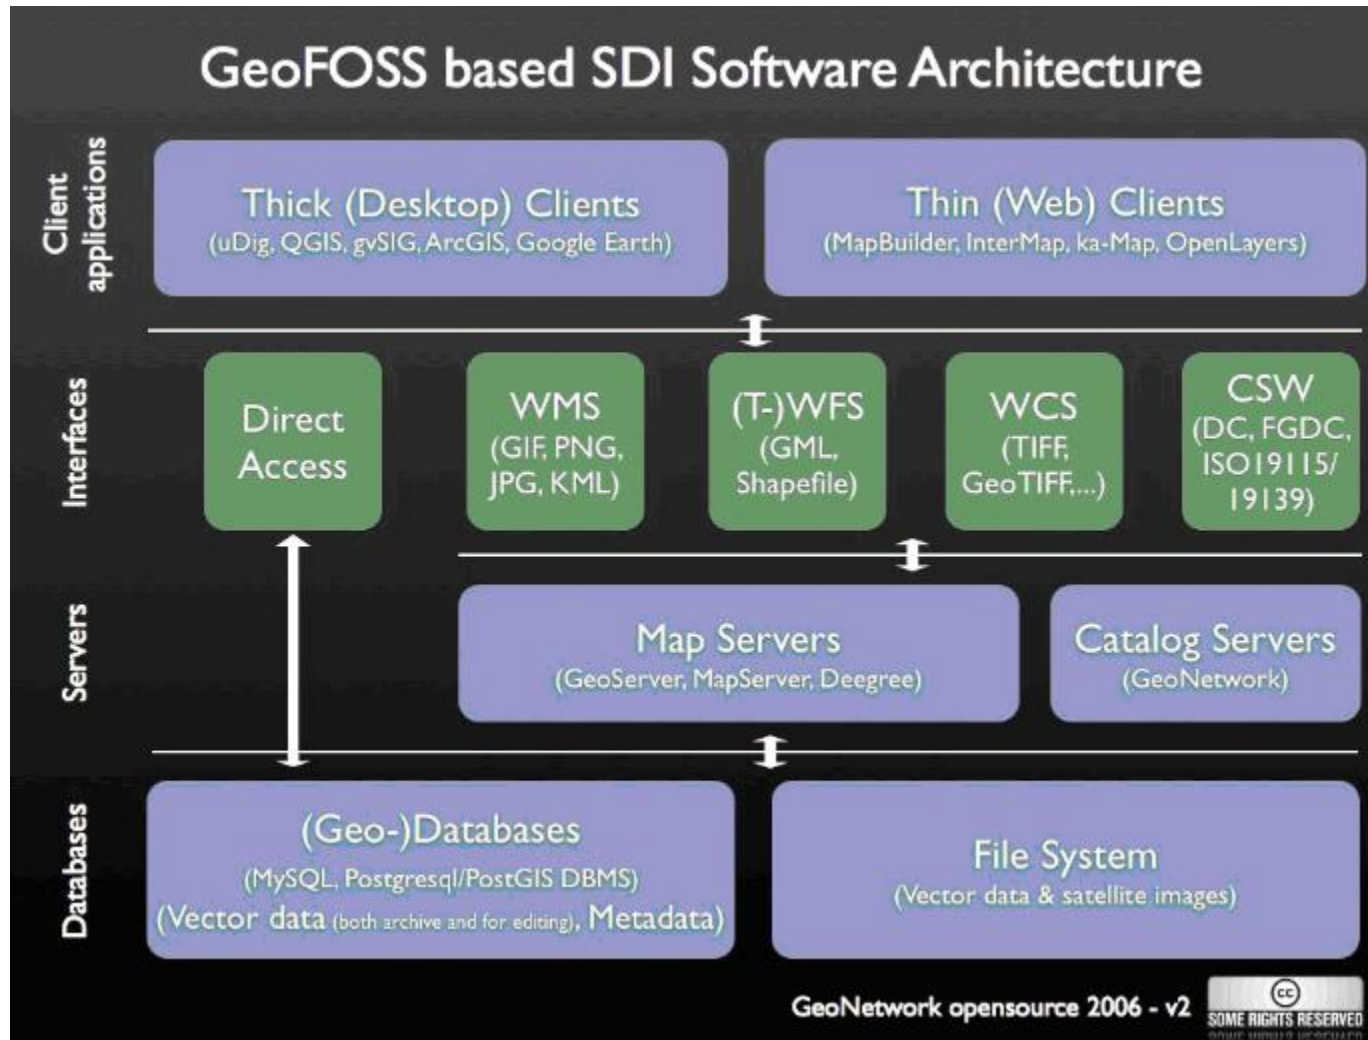 GeoFOSS based SDI Software Architecture
Client
applications
Thick (Desktop) Clients
(uDig, QGIS, gvSIG, ArcGIS, Google Earth)
Thin (Web) Clients
(MapBuilder, InterMap, ka-Map, OpenLayers)
Interfaces
Direct
Access
WMS
(GIF, PNG,
JPG, KML)
(T-)WFS
(GML,
Shapefile)
WCS
(TIFF,
GeoTIFF,...)
CSW
(DC, FGDC,
ISO19115/
19139)
Servers
Map Servers
(GeoServer, MapServer, Deegree)
Catalog Servers
(GeoNetwork)
Databases
(Geo-)Databases
(MySQL, Postgresql/PostGIS DBMS)
(Vector data (both archive and for editing), Metadata)
File System
(Vector data & satellite images)
GeoNetwork opensource 2006 - v2
cc
SOME RIGHTS RESERVED